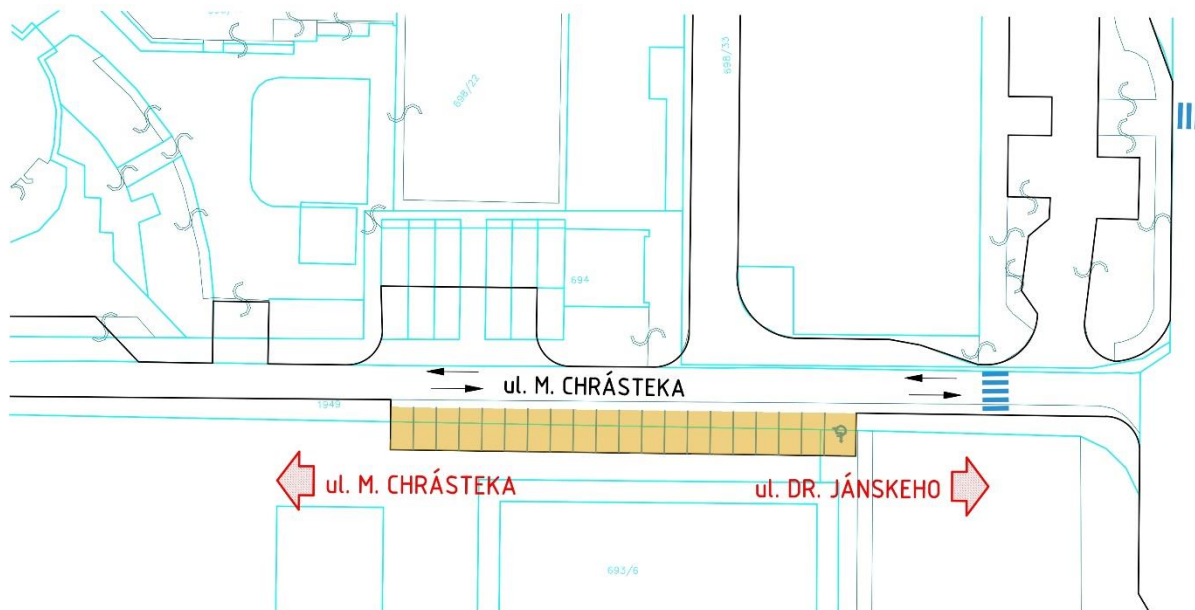 698/22
698/33
694
ul. M. CHRÁSTEKA
1949
ul. M. CHRÁSTEKA
ul. DR. JÁNSKEHO
693/6